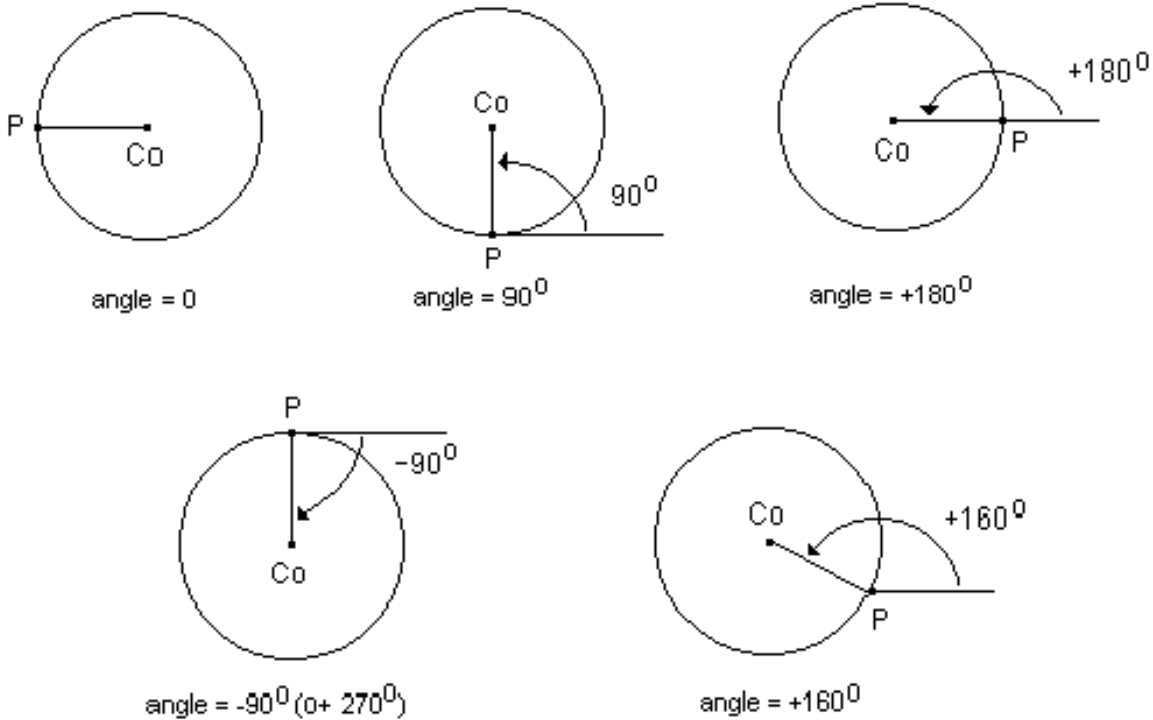 P
Co
angle = 0
Co
90⁰
P
angle = 90⁰
+180⁰
Co
P
angle = +180⁰
P
−90⁰
Co
angle = -90⁰ (o+ 270⁰)
Co
+160⁰
P
angle = +160⁰